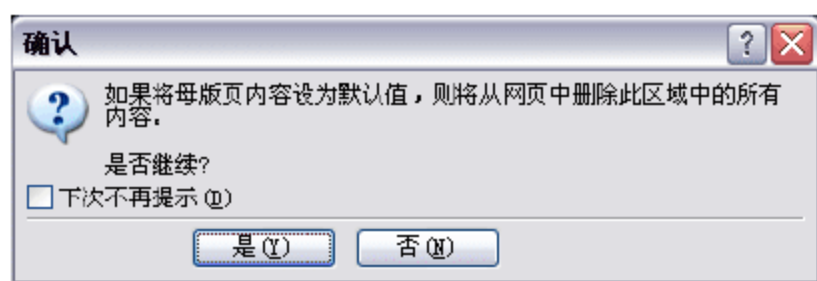 确认
如果将母版页内容设为默认值，则将从网页中删除此区域中的所有
内容。
是否继续?
下次不再提示(D)
是(Y) 否(N)